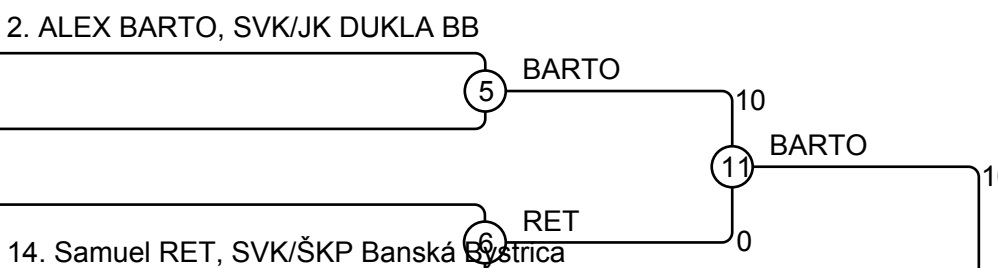 2. ALEX BARTO, SVK/JK DUKLA BB
BARTO
5
10
BARTO
11
RET
6
0
14. Samuel RET, SVK/ŠKP Banská Bystrica